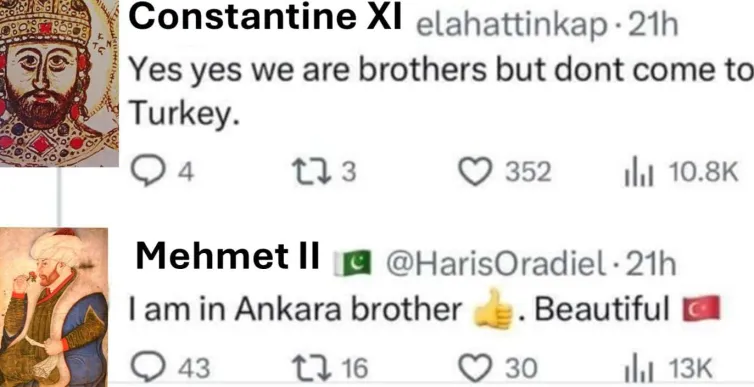 Constantine XI elahattinkap · 21h
Yes yes we are brothers but dont come to
Turkey.
4 3 352 10.8K
Mehmet II 🇵🇰 @HarisOradiel · 21h
I am in Ankara brother 👍. Beautiful 🇹🇷
43 16 30 13K